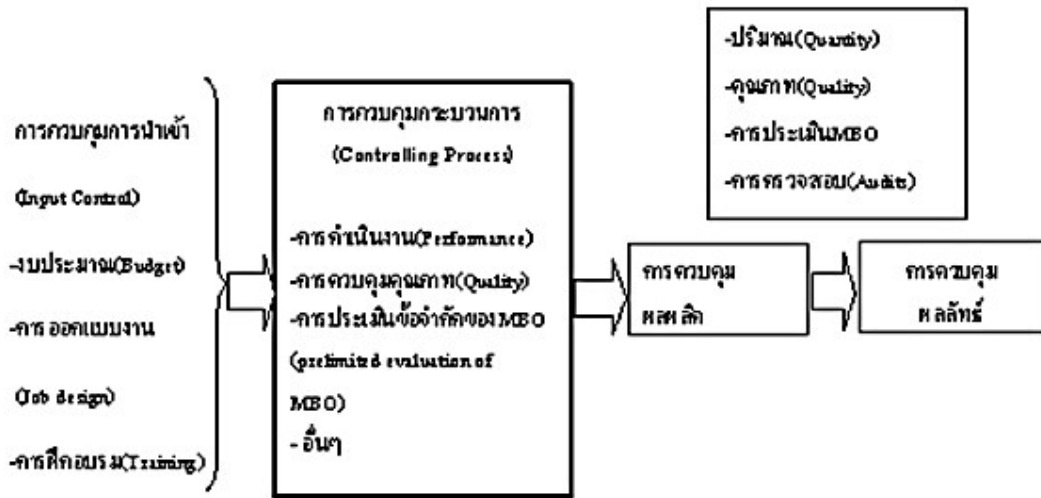 การควบคุมการนำเข้า
(Input Control)
-งบประมาณ(Budget)
-การออกแบบงาน
(Job design)
-การฝึกอบรม(Training)
การควบคุมกระบวนการ
(Controlling Process)
-การดำเนินงาน(Performance)
-การควบคุมคุณภาพ(Quality)
-การประเมินข้อจำกัดของMBO
(prelimited evaluation of
MBO)
- อื่นๆ
-ปริมาณ(Quantity)
-คุณภาพ(Quality)
-การประเมินMBO
-การตรวจสอบ(Audits)
การควบคุม
ผลผลิต
การควบคุม
ผลลัพธ์